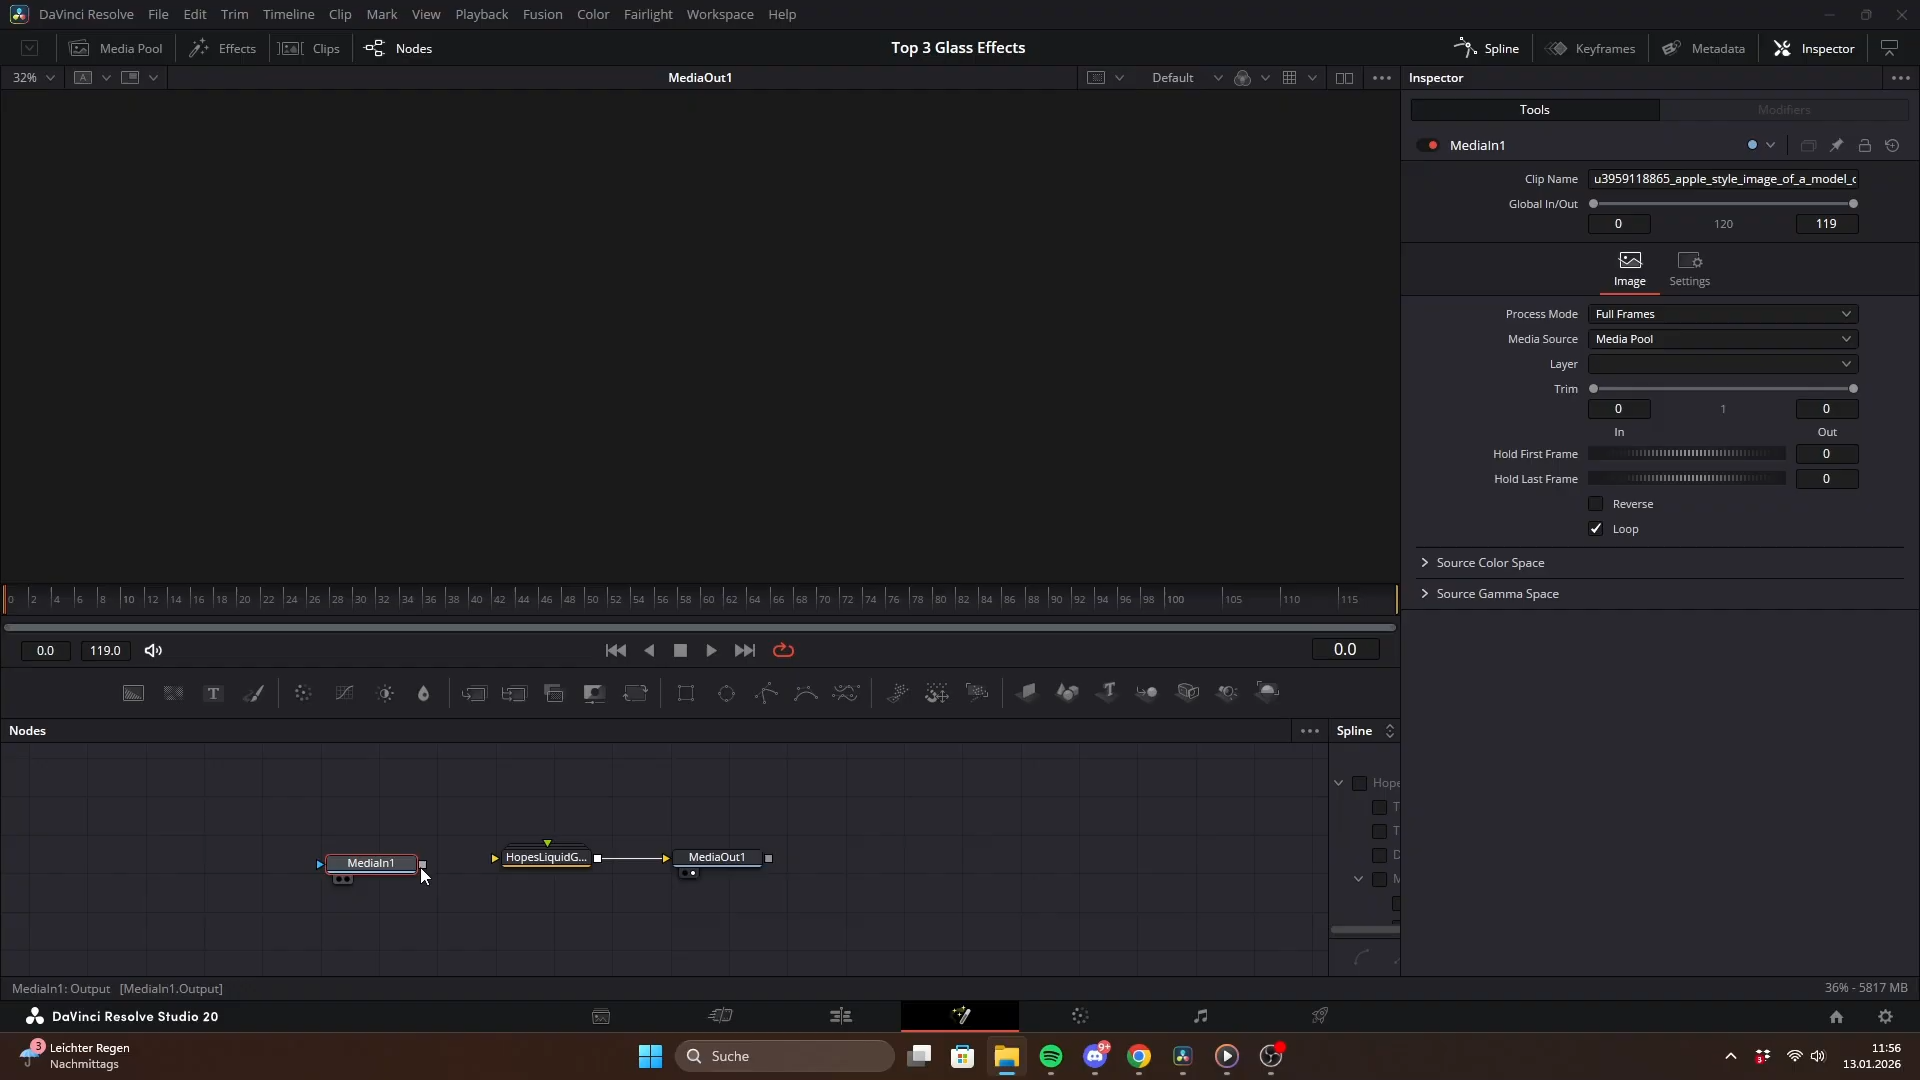 DaVinci Resolve File Edit Trim Timeline Clip Mark View Playback Fusion Color Fairlight Workspace Help
Media Pool Effects Clips Nodes Top 3 Glass Effects Spline Keyframes Metadata Inspector
32% A MediaOut1 Default Inspector
Tools Modifiers
MediaIn1
Clip Name u3959118865_apple_style_image_of_a_model_c
Global In/Out
0 120 119
Image Settings
Process Mode Full Frames
Media Source Media Pool
Layer
Trim
0 1 0
In Out
Hold First Frame 0
Hold Last Frame 0
Reverse
Loop
Source Color Space
Source Gamma Space
0 2 4 6 8 10 12 14 16 18 20 22 24 26 28 30 32 34 36 38 40 42 44 46 48 50 52 54 56 58 60 62 64 66 68 70 72 74 76 78 80 82 84 86 88 90 92 94 96 98 100 105 110 115
0.0 119.0 0.0
T T
Nodes Spline
Hope
T
T
D
M
MediaIn1 HopesLiquidG... MediaOut1
MediaIn1: Output [MediaIn1.Output] 36% - 5817 MB
DaVinci Resolve Studio 20
3 Leichter Regen
Nachmittags
Suche
9+
3
11:56
13.01.2026